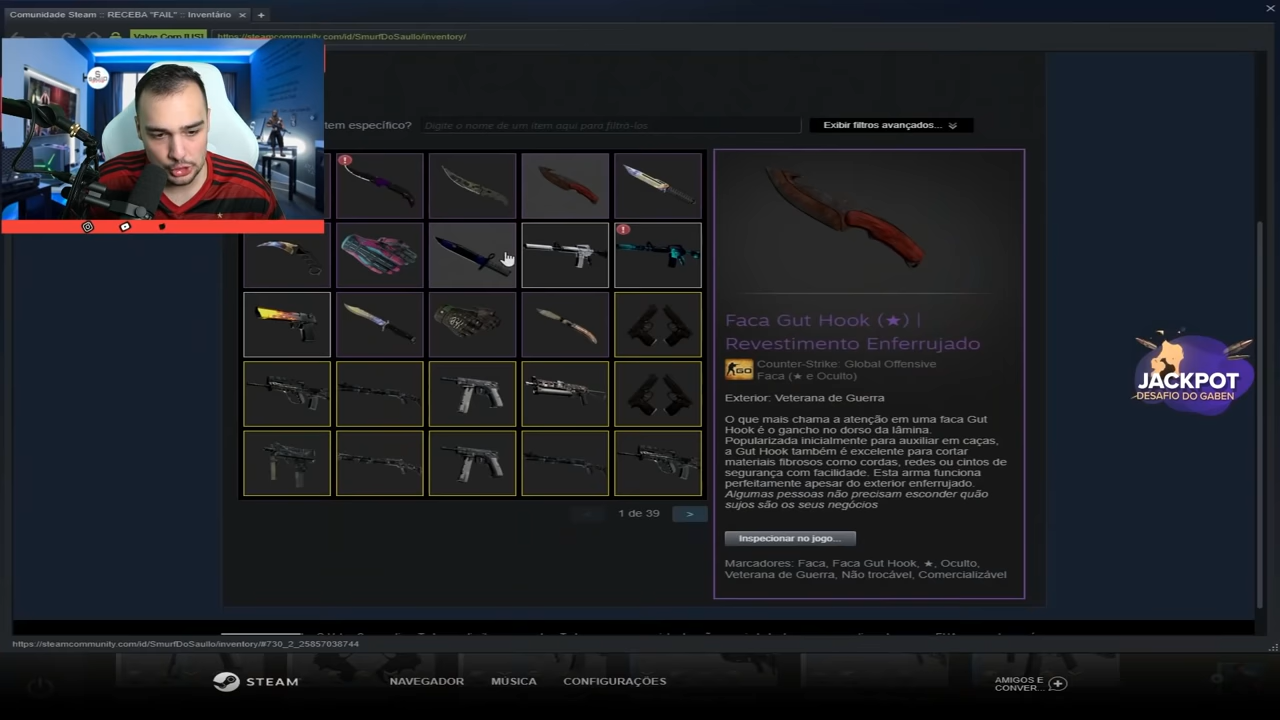 Comunidade Steam :: RECEBA "FAIL" :: Inventário
Valve Corp [US]
https://steamcommunity.com/id/SmurfDoSaullo/inventory/
tem específico?
Digite o nome de um item aqui para filtrá-los
Exibir filtros avançados...
Faca Gut Hook (★) |
Revestimento Enferrujado
GO
Counter-Strike: Global Offensive
Faca (★ e Oculto)
Exterior: Veterana de Guerra
O que mais chama a atenção em uma faca Gut
Hook é o gancho no dorso da lâmina.
Popularizada inicialmente para auxiliar em caças,
a Gut Hook também é excelente para cortar
materiais fibrosos como cordas, redes ou cintos de
segurança com facilidade. Esta arma funciona
perfeitamente apesar do exterior enferrujado.
Algumas pessoas não precisam esconder quão
sujos são os seus negócios
Inspecionar no jogo...
Marcadores: Faca, Faca Gut Hook, ★, Oculto,
Veterana de Guerra, Não trocável, Comercializável
1 de 39
>
JACKPOT
DESAFIO DO GABEN
https://steamcommunity.com/id/SmurfDoSaullo/inventory/#730_2_25857038744
STEAM
NAVEGADOR
MÚSICA
CONFIGURAÇÕES
AMIGOS E
CONVER...